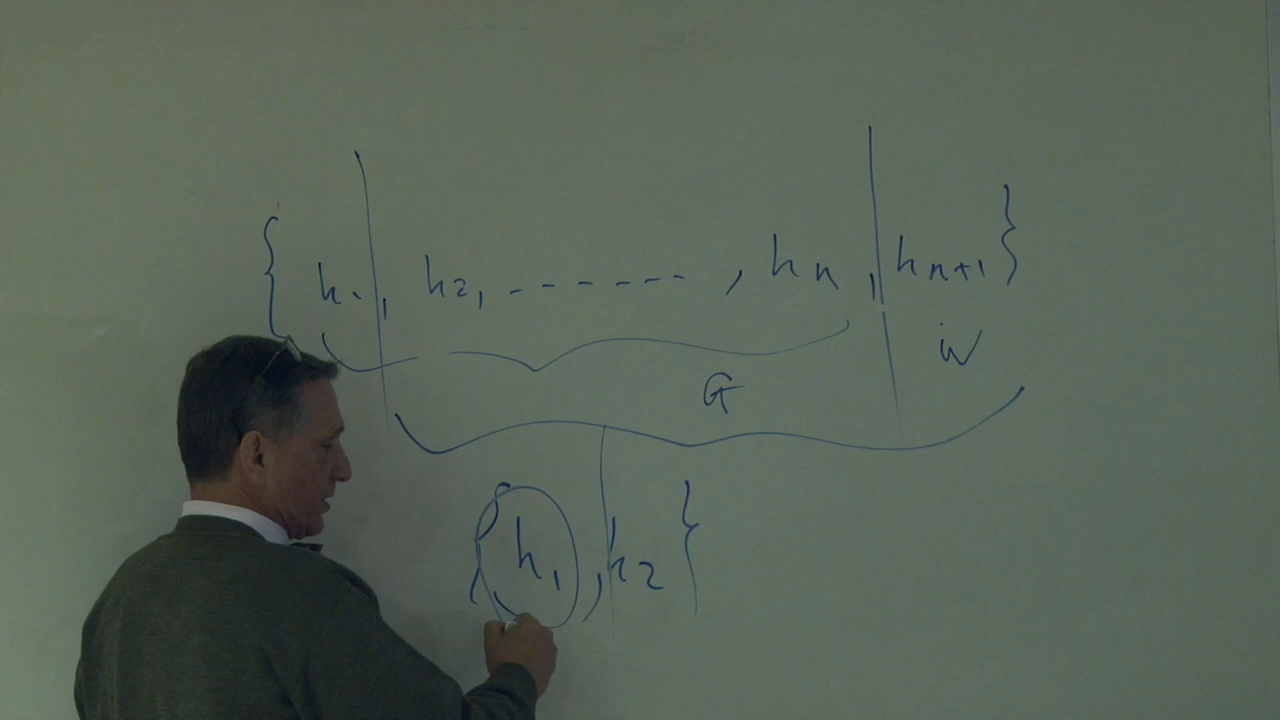 { h₁, h₂, - - - - - - - , hₙ, hₙ₊₁ }
W
G
{ h₁, h₂ }